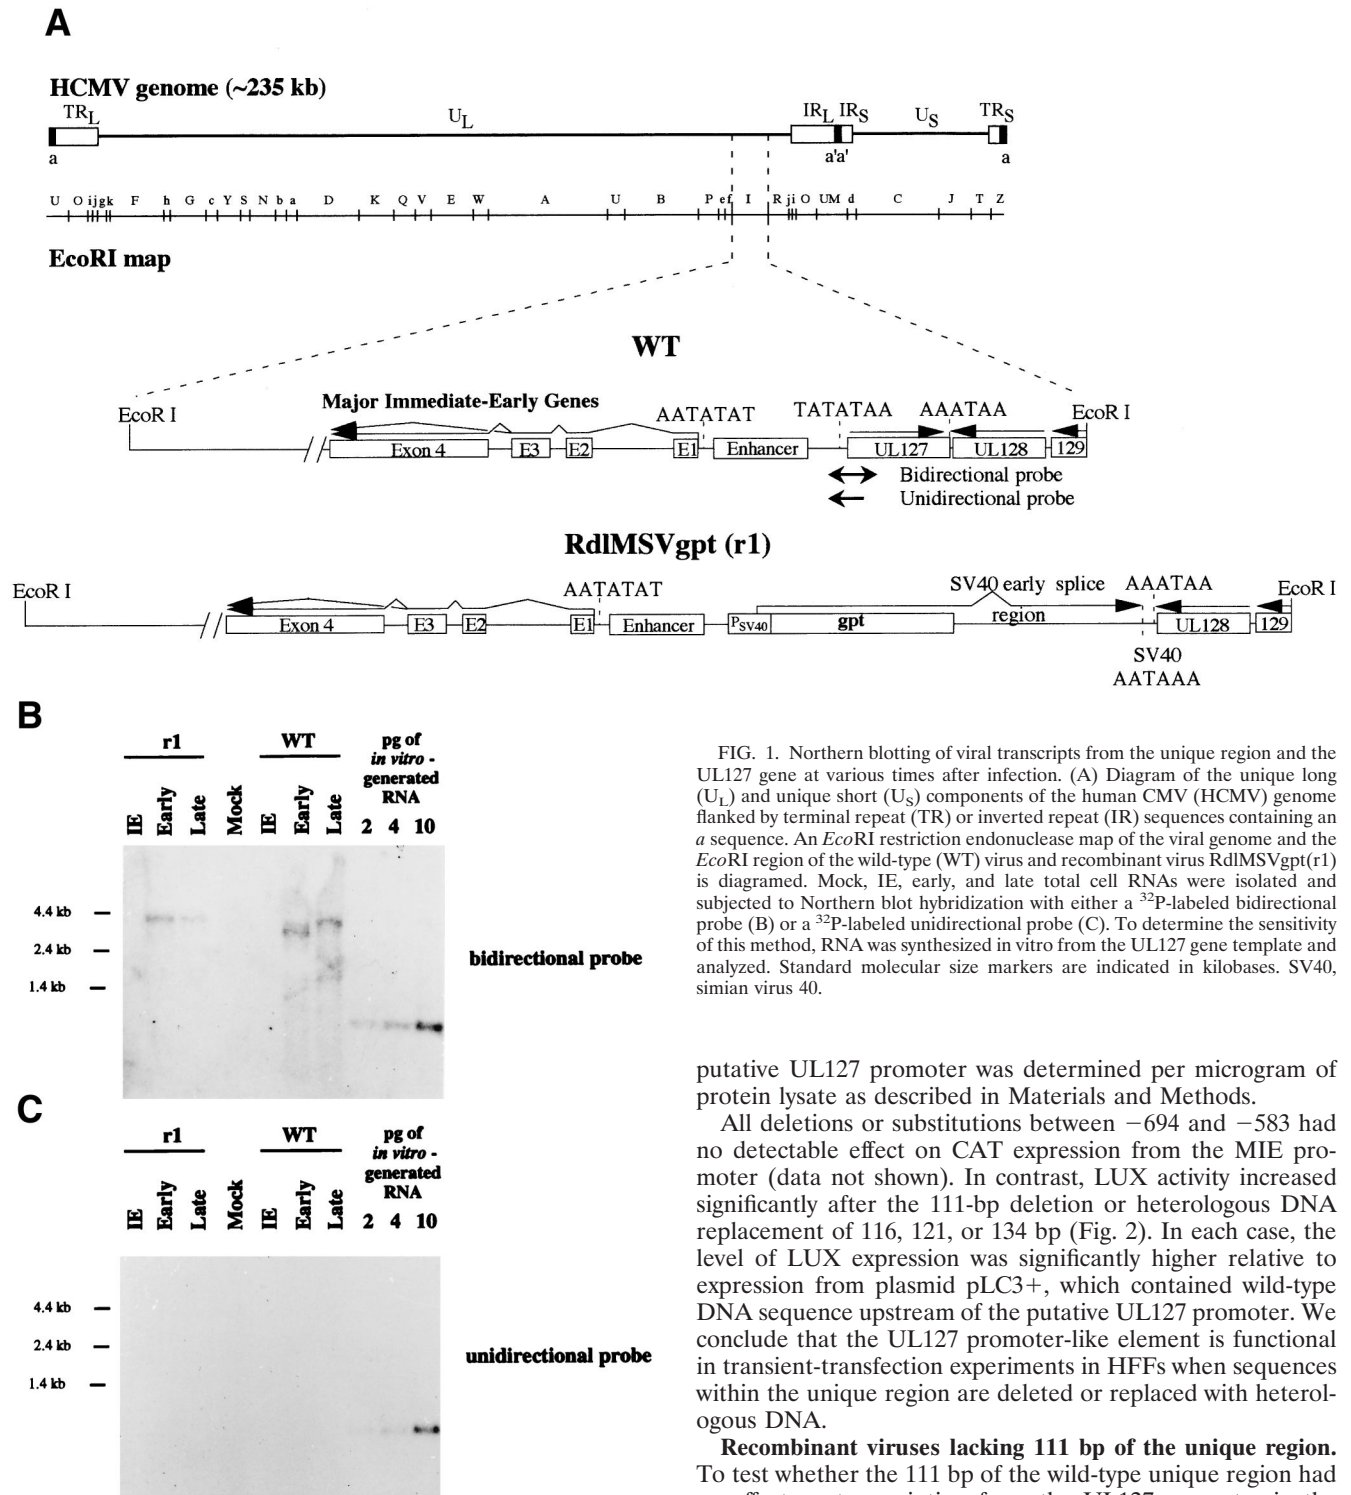 A
HCMV genome (~235 kb)
TRL UL IRL IRS US TRS
a a'a' a
U O ijgk F h G c Y S N b a D K Q V E W A U B P e f I R ji O UM d C J T Z
EcoRI map
WT
Major Immediate-Early Genes
EcoR I AATATAT TATATAA AAATAA EcoR I
Exon 4 E3 E2 E1 Enhancer UL127 UL128 129
Bidirectional probe
Unidirectional probe
RdlMSVgpt (r1)
EcoR I AATATAT SV40 early splice AAATAA EcoR I
region
Exon 4 E3 E2 E1 Enhancer PSV40 gpt UL128 129
SV40
AATAAA
B
r1 WT pg of
in vitro -
generated
RNA
IE Early Late Mock IE Early Late 2 4 10
4.4 kb
2.4 kb
1.4 kb
bidirectional probe
C
r1 WT pg of
in vitro -
generated
RNA
IE Early Late Mock IE Early Late 2 4 10
4.4 kb
2.4 kb
1.4 kb
unidirectional probe
FIG. 1. Northern blotting of viral transcripts from the unique region and the
UL127 gene at various times after infection. (A) Diagram of the unique long
(UL) and unique short (US) components of the human CMV (HCMV) genome
flanked by terminal repeat (TR) or inverted repeat (IR) sequences containing an
a sequence. An EcoRI restriction endonuclease map of the viral genome and the
EcoRI region of the wild-type (WT) virus and recombinant virus RdlMSVgpt(r1)
is diagramed. Mock, IE, early, and late total cell RNAs were isolated and
subjected to Northern blot hybridization with either a 32P-labeled bidirectional
probe (B) or a 32P-labeled unidirectional probe (C). To determine the sensitivity
of this method, RNA was synthesized in vitro from the UL127 gene template and
analyzed. Standard molecular size markers are indicated in kilobases. SV40,
simian virus 40.
putative UL127 promoter was determined per microgram of
protein lysate as described in Materials and Methods.
All deletions or substitutions between −694 and −583 had
no detectable effect on CAT expression from the MIE pro-
moter (data not shown). In contrast, LUX activity increased
significantly after the 111-bp deletion or heterologous DNA
replacement of 116, 121, or 134 bp (Fig. 2). In each case, the
level of LUX expression was significantly higher relative to
expression from plasmid pLC3+, which contained wild-type
DNA sequence upstream of the putative UL127 promoter. We
conclude that the UL127 promoter-like element is functional
in transient-transfection experiments in HFFs when sequences
within the unique region are deleted or replaced with heterol-
ogous DNA.
Recombinant viruses lacking 111 bp of the unique region.
To test whether the 111 bp of the wild-type unique region had